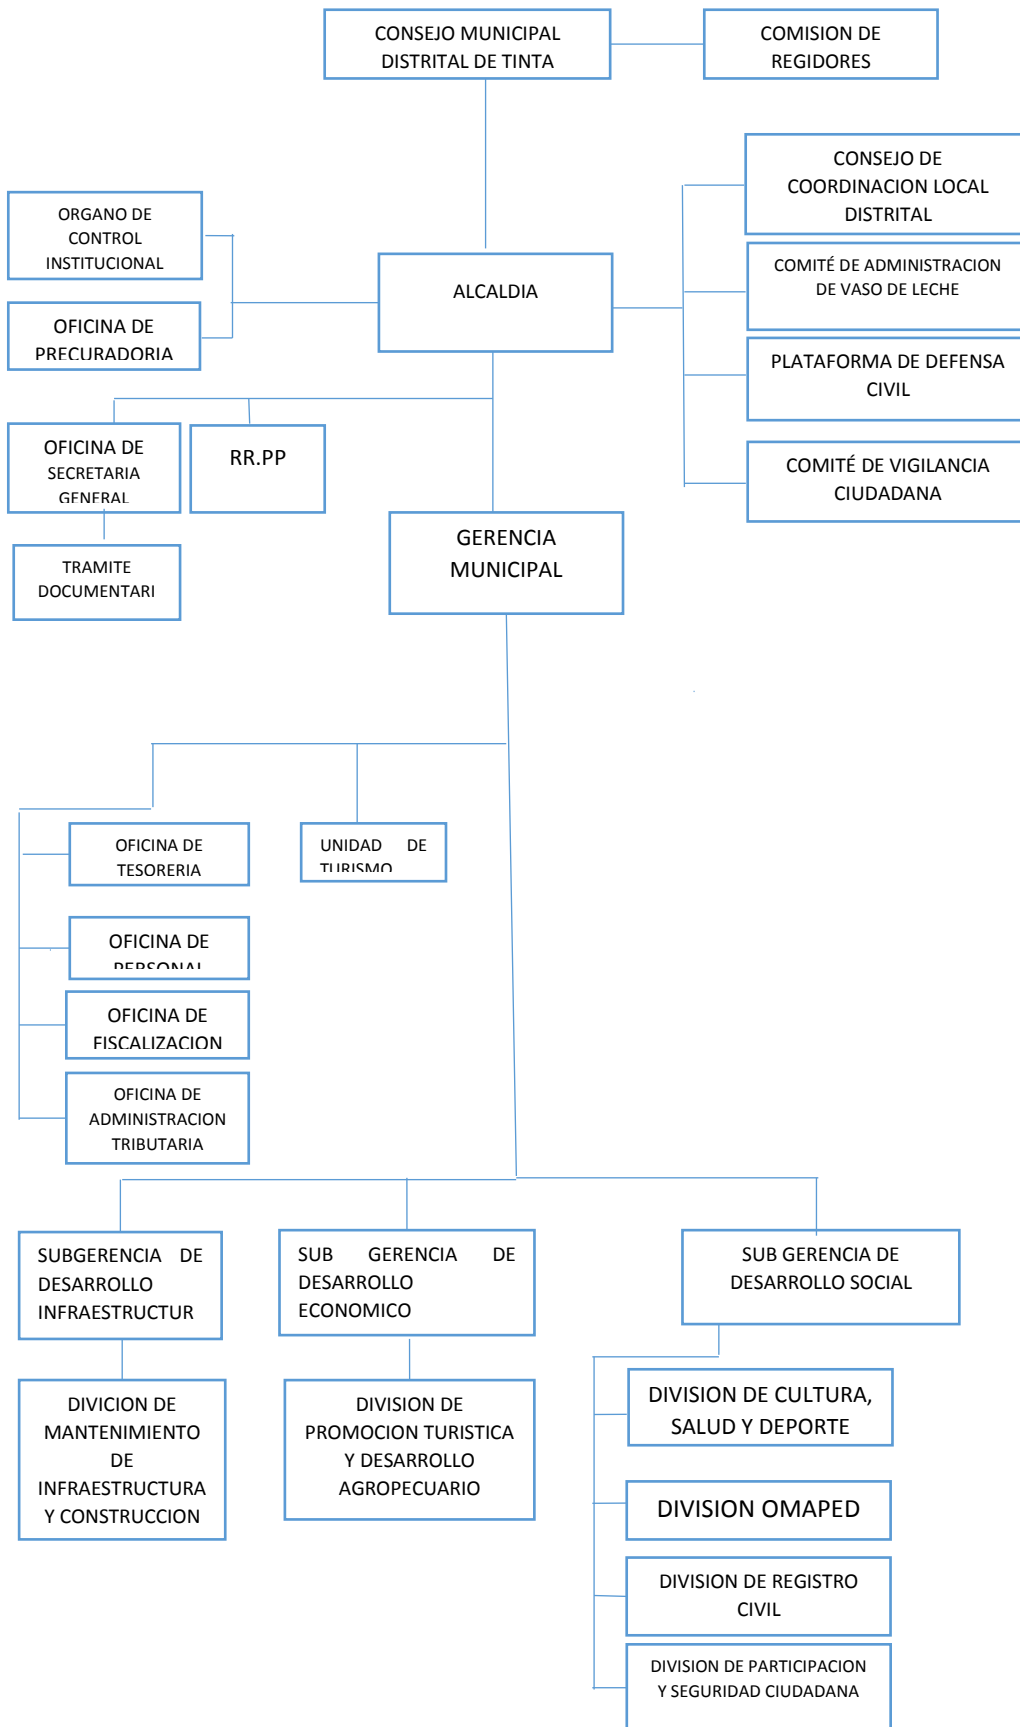 CONSEJO MUNICIPAL
DISTRITAL DE TINTA
COMISION DE
REGIDORES
CONSEJO DE
COORDINACION LOCAL
DISTRITAL
ORGANO DE
CONTROL
INSTITUCIONAL
ALCALDIA
COMITÉ DE ADMINISTRACION
DE VASO DE LECHE
OFICINA DE
PRECURADORIA
PLATAFORMA DE DEFENSA
CIVIL
OFICINA DE
SECRETARIA
GENERAL
RR.PP
COMITÉ DE VIGILANCIA
CIUDADANA
GERENCIA
MUNICIPAL
TRAMITE
DOCUMENTARI
OFICINA DE
TESORERIA
UNIDAD DE
TURISMO
OFICINA DE
PERSONAL
OFICINA DE
FISCALIZACION
OFICINA DE
ADMINISTRACION
TRIBUTARIA
SUBGERENCIA DE
DESARROLLO
INFRAESTRUCTUR
SUB GERENCIA DE
DESARROLLO
ECONOMICO
SUB GERENCIA DE
DESARROLLO SOCIAL
DIVICION DE
MANTENIMIENTO
DE
INFRAESTRUCTURA
Y CONSTRUCCION
DIVISION DE
PROMOCION TURISTICA
Y DESARROLLO
AGROPECUARIO
DIVISION DE CULTURA,
SALUD Y DEPORTE
DIVISION OMAPED
DIVISION DE REGISTRO
CIVIL
DIVISION DE PARTICIPACION
Y SEGURIDAD CIUDADANA